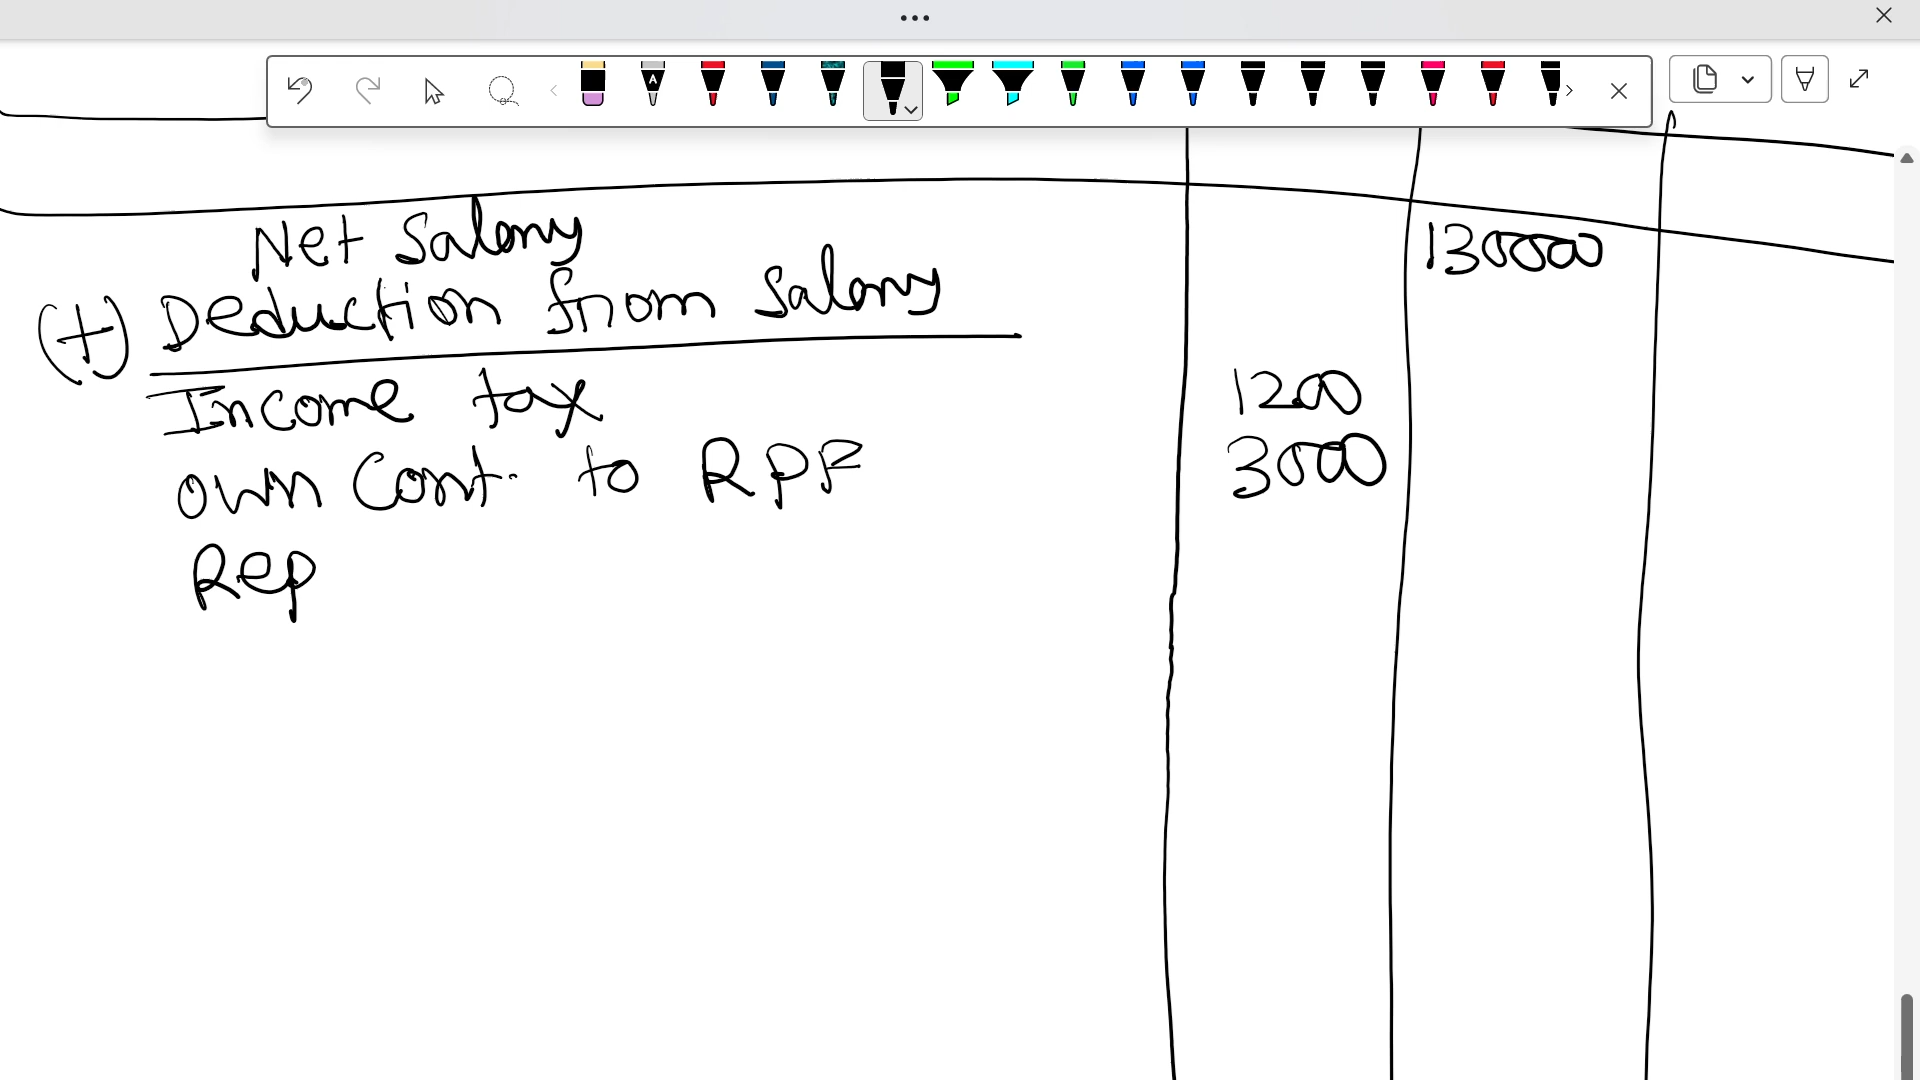 Net Salary 130000
(+) Deduction from Salary
Income tax 1200
own Cont. to RPF 3000
Rep